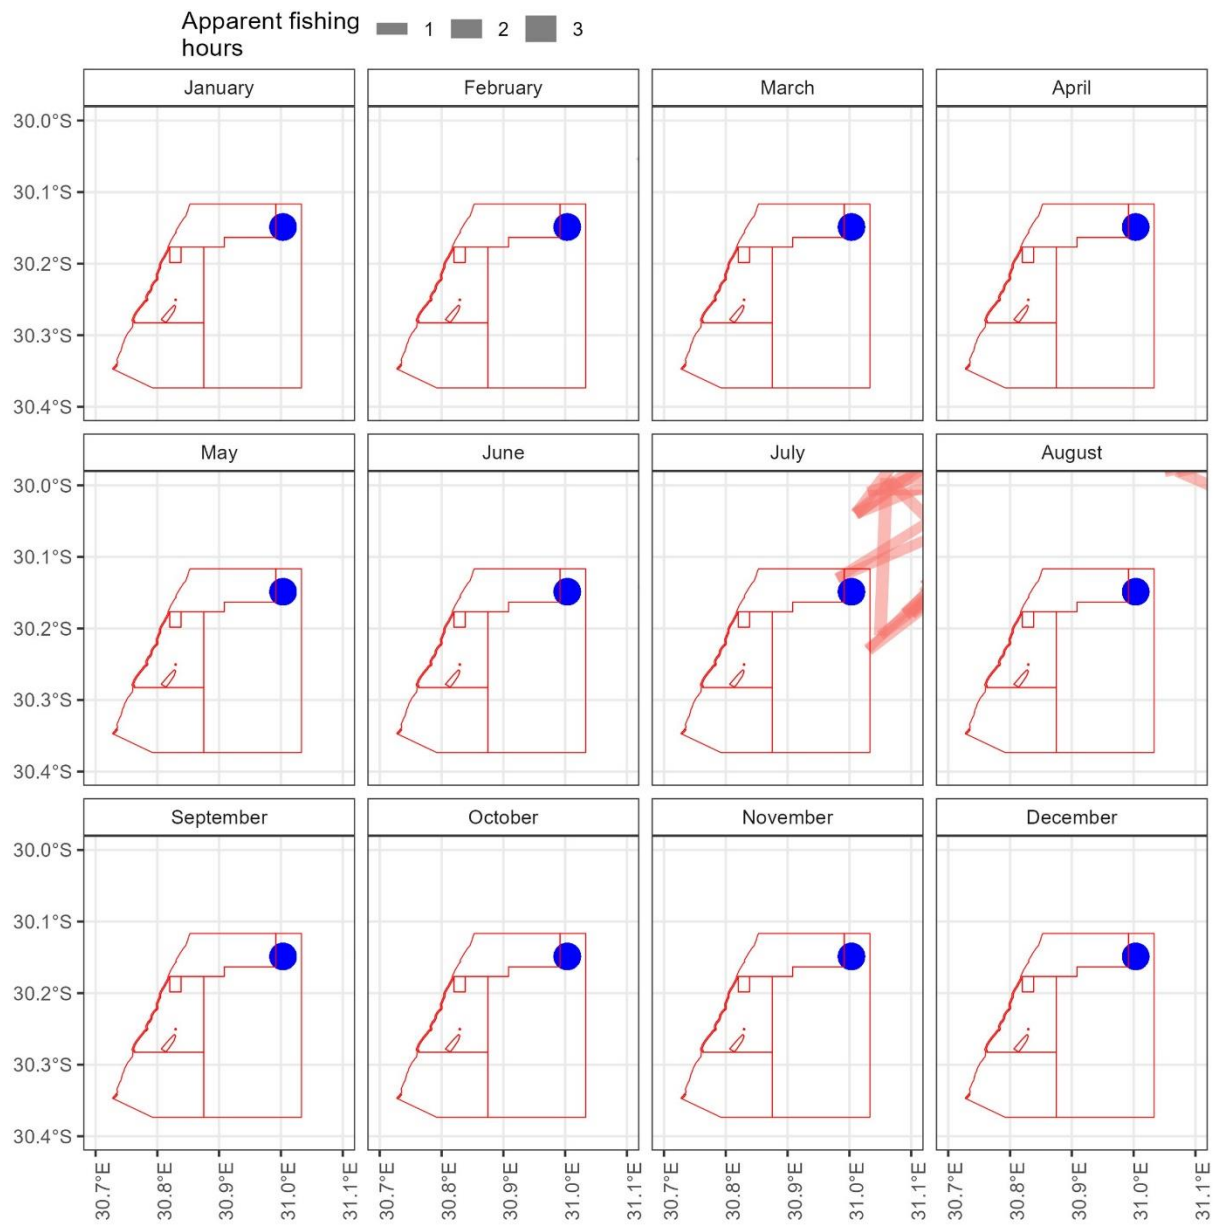 Apparent fishing
hours
1 2 3
January February March April
30.0°S
30.1°S
30.2°S
30.3°S
30.4°S
May June July August
30.0°S
30.1°S
30.2°S
30.3°S
30.4°S
September October November December
30.0°S
30.1°S
30.2°S
30.3°S
30.4°S
30.7°E 30.8°E 30.9°E 31.0°E 31.1°E 30.7°E 30.8°E 30.9°E 31.0°E 31.1°E 30.7°E 30.8°E 30.9°E 31.0°E 31.1°E 30.7°E 30.8°E 30.9°E 31.0°E 31.1°E